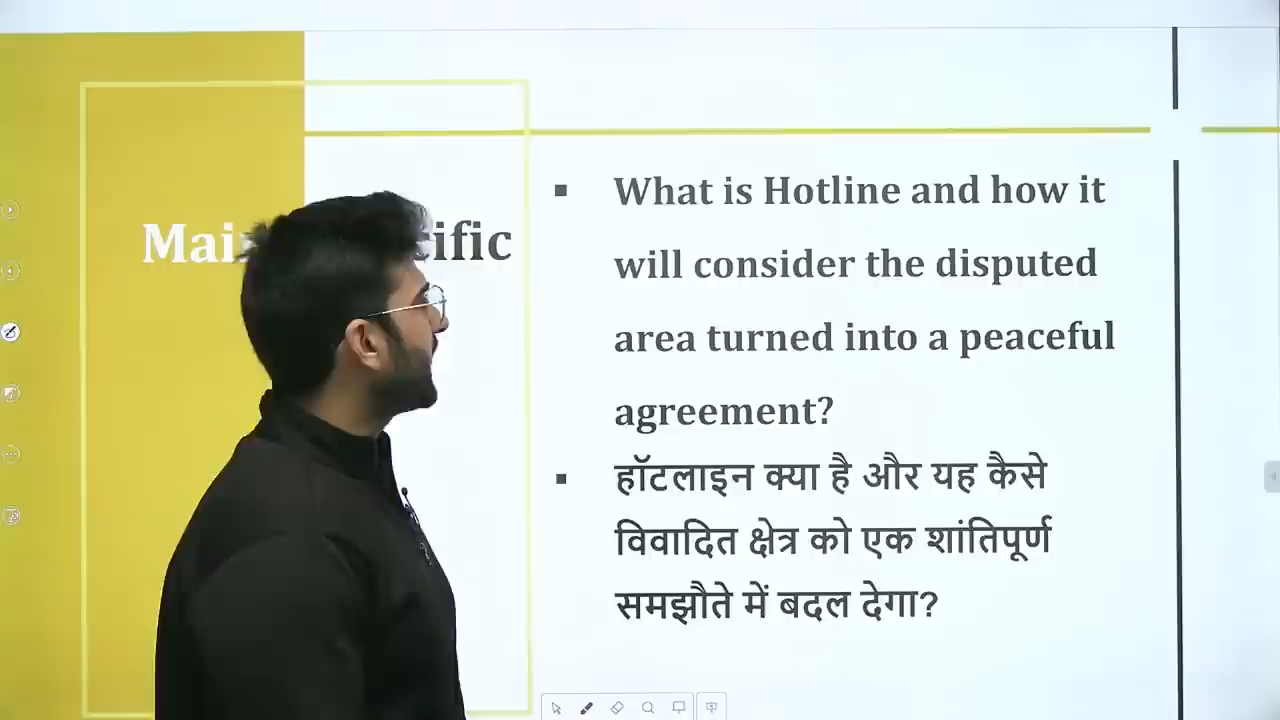 What is Hotline and how it
will consider the disputed
area turned into a peaceful
agreement?
हॉटलाइन क्या है और यह कैसे
विवादित क्षेत्र को एक शांतिपूर्ण
समझौते में बदल देगा?